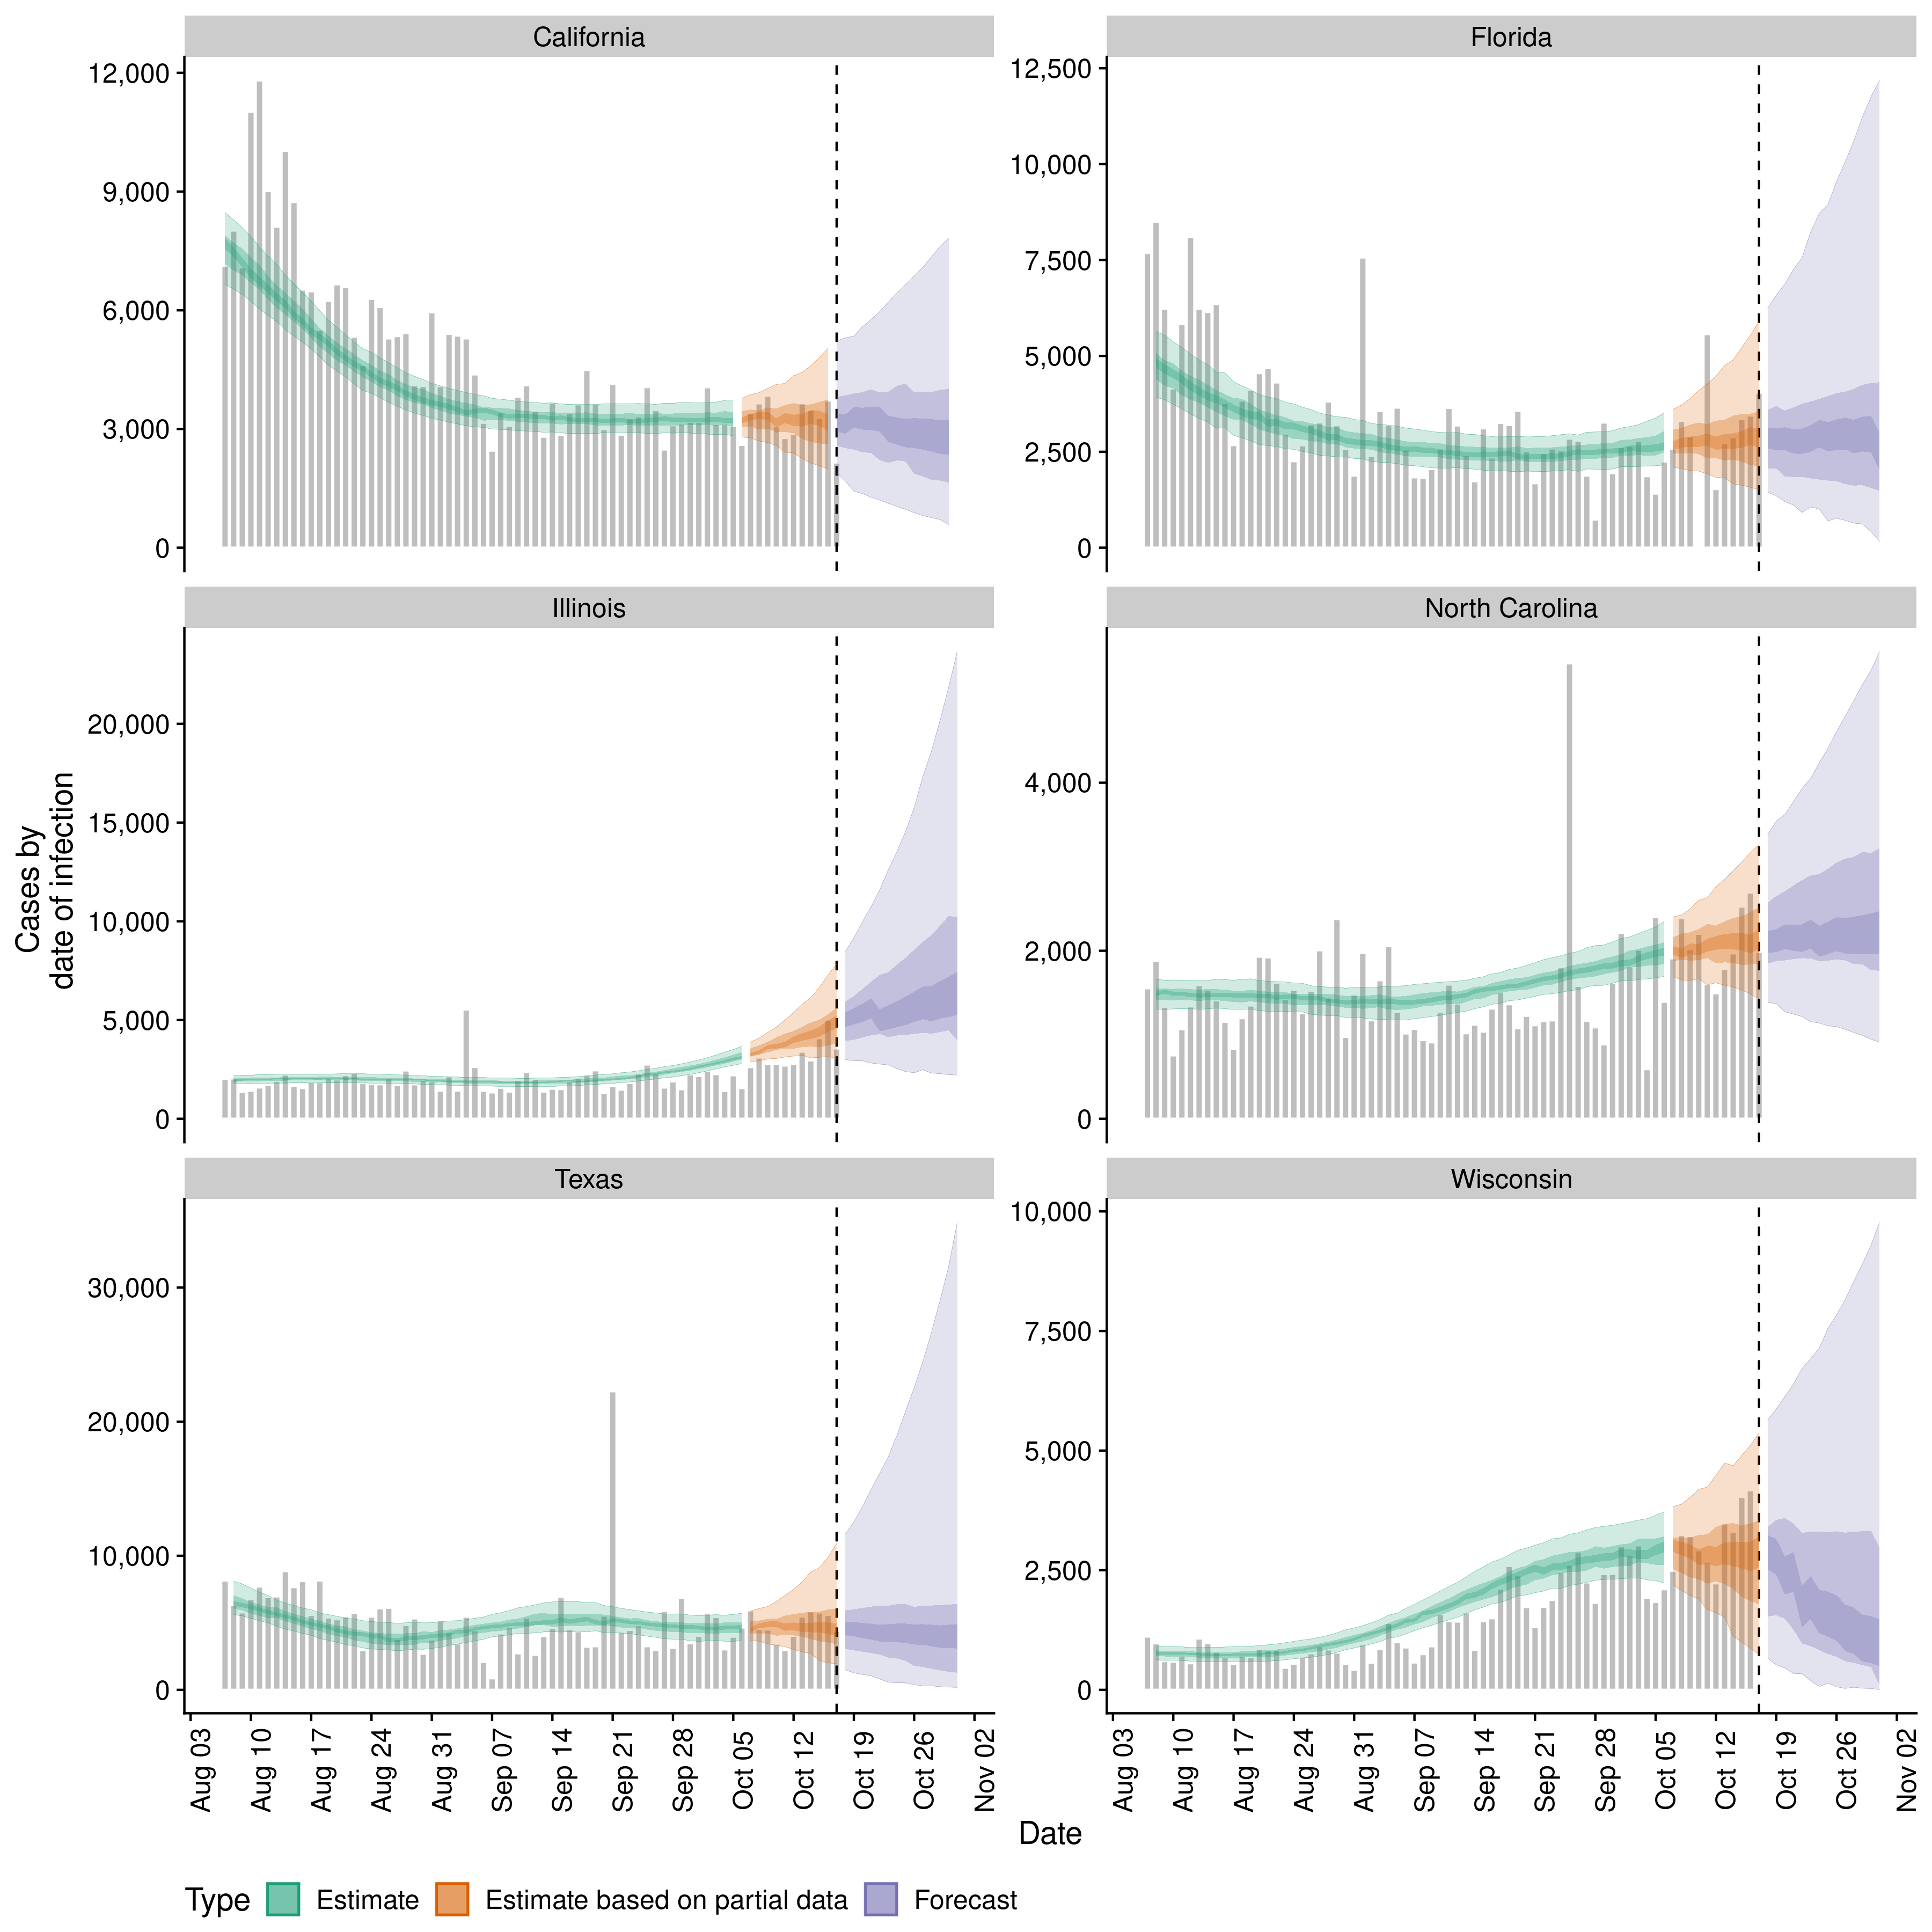 California
Florida
12,000
9,000
6,000
3,000
0
12,500
10,000
7,500
5,000
2,500
0
Illinois
North Carolina
20,000
15,000
10,000
5,000
0
4,000
2,000
0
Texas
Wisconsin
30,000
20,000
10,000
0
10,000
7,500
5,000
2,500
0
Cases by
date of infection
Aug 03
Aug 10
Aug 17
Aug 24
Aug 31
Sep 07
Sep 14
Sep 21
Sep 28
Oct 05
Oct 12
Oct 19
Oct 26
Nov 02
Aug 03
Aug 10
Aug 17
Aug 24
Aug 31
Sep 07
Sep 14
Sep 21
Sep 28
Oct 05
Oct 12
Oct 19
Oct 26
Nov 02
Date
Type Estimate Estimate based on partial data Forecast